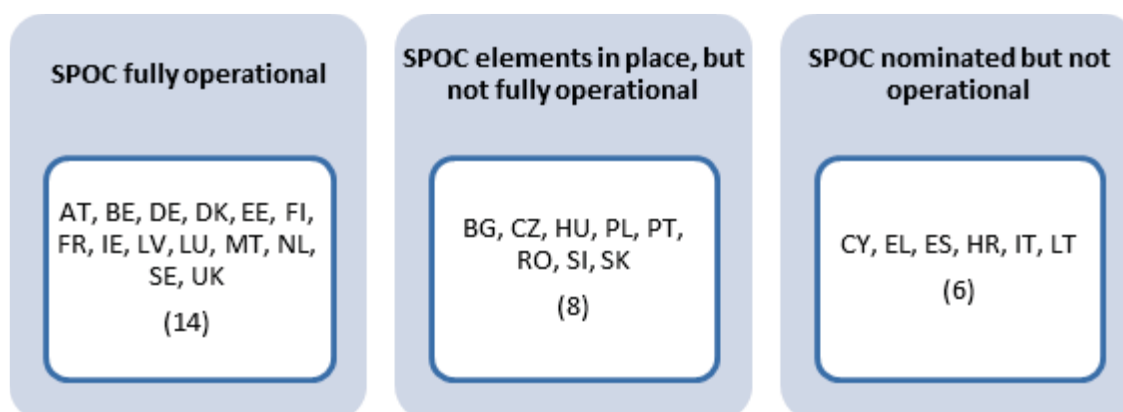 SPOC fully operational
AT, BE, DE, DK, EE, FI,
FR, IE, LV, LU, MT, NL,
SE, UK
(14)
SPOC elements in place, but
not fully operational
BG, CZ, HU, PL, PT,
RO, SI, SK
(8)
SPOC nominated but not
operational
CY, EL, ES, HR, IT, LT
(6)